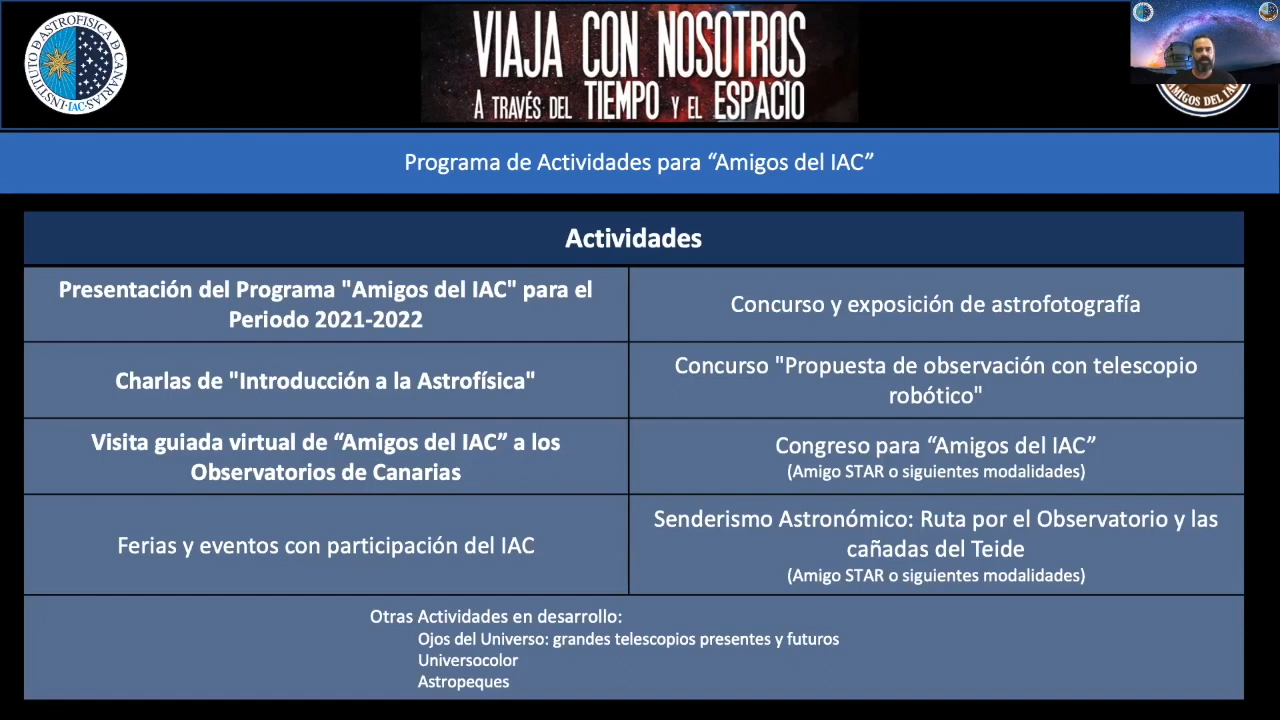 INSTITUTO D ASTROFISICA D CANARIAS
·IAC·
VIAJA CON NOSOTROS
A TRAVÉS DEL TIEMPO Y EL ESPACIO
AMIGOS DEL IAC
Programa de Actividades para “Amigos del IAC”
Actividades
Presentación del Programa "Amigos del IAC" para el
Periodo 2021-2022
Concurso y exposición de astrofotografía
Charlas de "Introducción a la Astrofísica"
Concurso "Propuesta de observación con telescopio
robótico"
Visita guiada virtual de “Amigos del IAC” a los
Observatorios de Canarias
Congreso para “Amigos del IAC”
(Amigo STAR o siguientes modalidades)
Ferias y eventos con participación del IAC
Senderismo Astronómico: Ruta por el Observatorio y las
cañadas del Teide
(Amigo STAR o siguientes modalidades)
Otras Actividades en desarrollo:
Ojos del Universo: grandes telescopios presentes y futuros
Universocolor
Astropeques